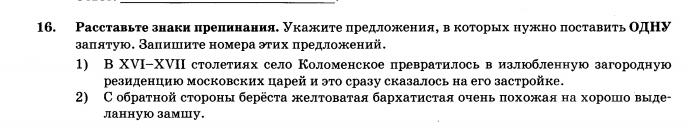 16. Расставьте знаки препинания. Укажите предложения, в которых нужно поставить ОДНУ
запятую. Запишите номера этих предложений.
1) В XVI–XVII столетиях село Коломенское превратилось в излюбленную загородную
резиденцию московских царей и это сразу сказалось на его застройке.
2) С обратной стороны берёста желтоватая бархатистая очень похожая на хорошо выде-
ланную замшу.